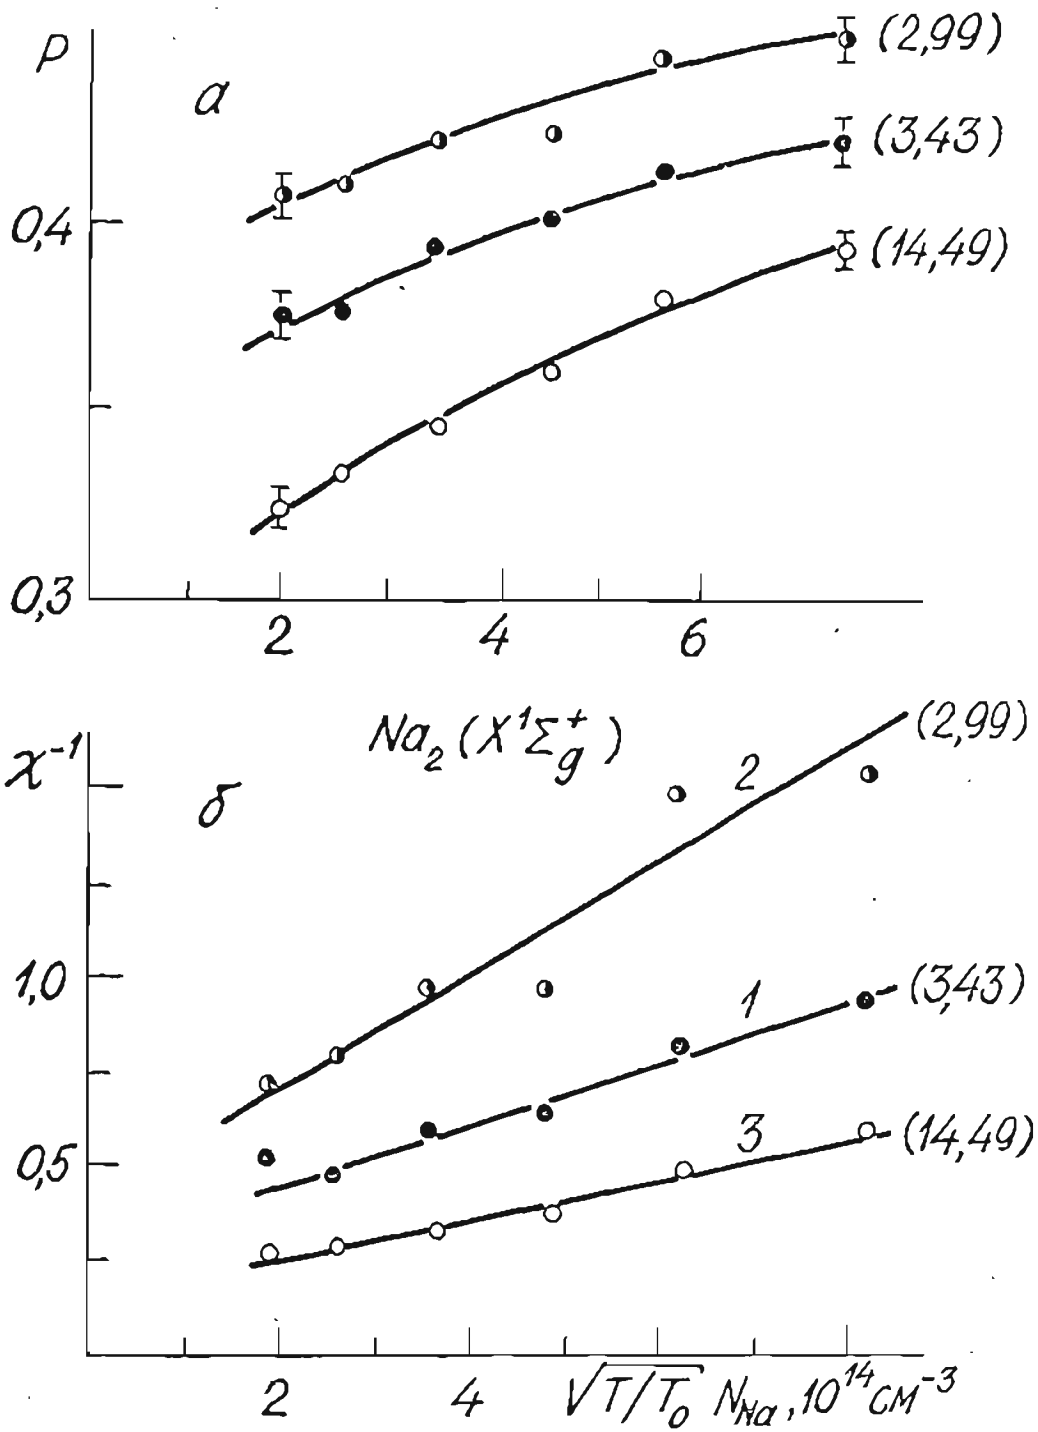 P
а
(2,99)
(3,43)
0,4
(14,49)
0,3
2 4 6
χ⁻¹
Na₂ (X¹Σg⁺)
(2,99)
б
2
1,0
1
(3,43)
0,5
3
(14,49)
2 4 √T/T₀ N_Na, 10¹⁴ см⁻³